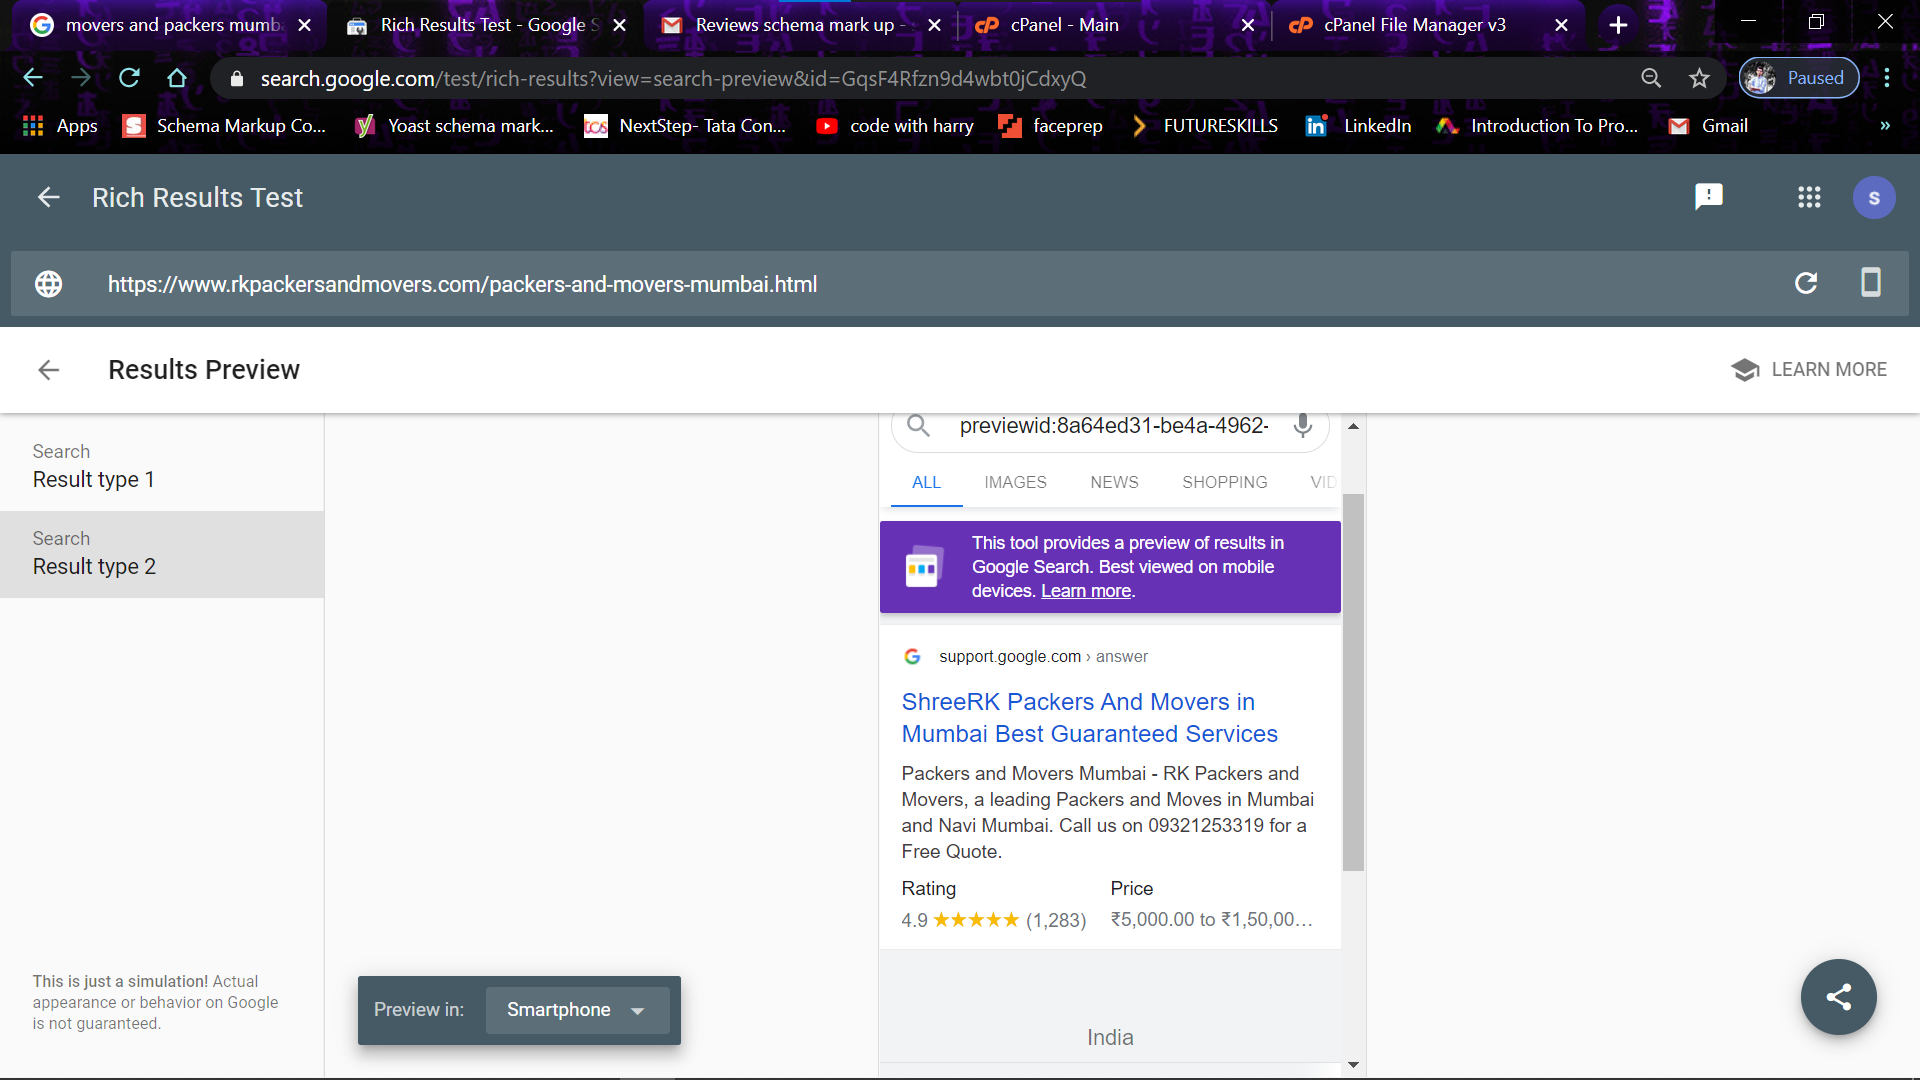 movers and packers mumb
Rich Results Test - Google S
Reviews schema mark up -
cPanel - Main
cPanel File Manager v3
search.google.com/test/rich-results?view=search-preview&id=GqsF4Rfzn9d4wbt0jCdxyQ
Paused
Apps
Schema Markup Co...
Yoast schema mark...
tcs
NextStep- Tata Con...
code with harry
faceprep
FUTURESKILLS
LinkedIn
Introduction To Pro...
Gmail
»
Rich Results Test
s
https://www.rkpackersandmovers.com/packers-and-movers-mumbai.html
Results Preview
LEARN MORE
Search
Result type 1
Search
Result type 2
This is just a simulation! Actual
appearance or behavior on Google
is not guaranteed.
previewid:8a64ed31-be4a-4962-
ALL IMAGES NEWS SHOPPING VID
This tool provides a preview of results in
Google Search. Best viewed on mobile
devices. Learn more.
support.google.com › answer
ShreeRK Packers And Movers in
Mumbai Best Guaranteed Services
Packers and Movers Mumbai - RK Packers and
Movers, a leading Packers and Moves in Mumbai
and Navi Mumbai. Call us on 09321253319 for a
Free Quote.
Rating Price
4.9 ★★★★★ (1,283) ₹5,000.00 to ₹1,50,00...
India
Preview in: Smartphone